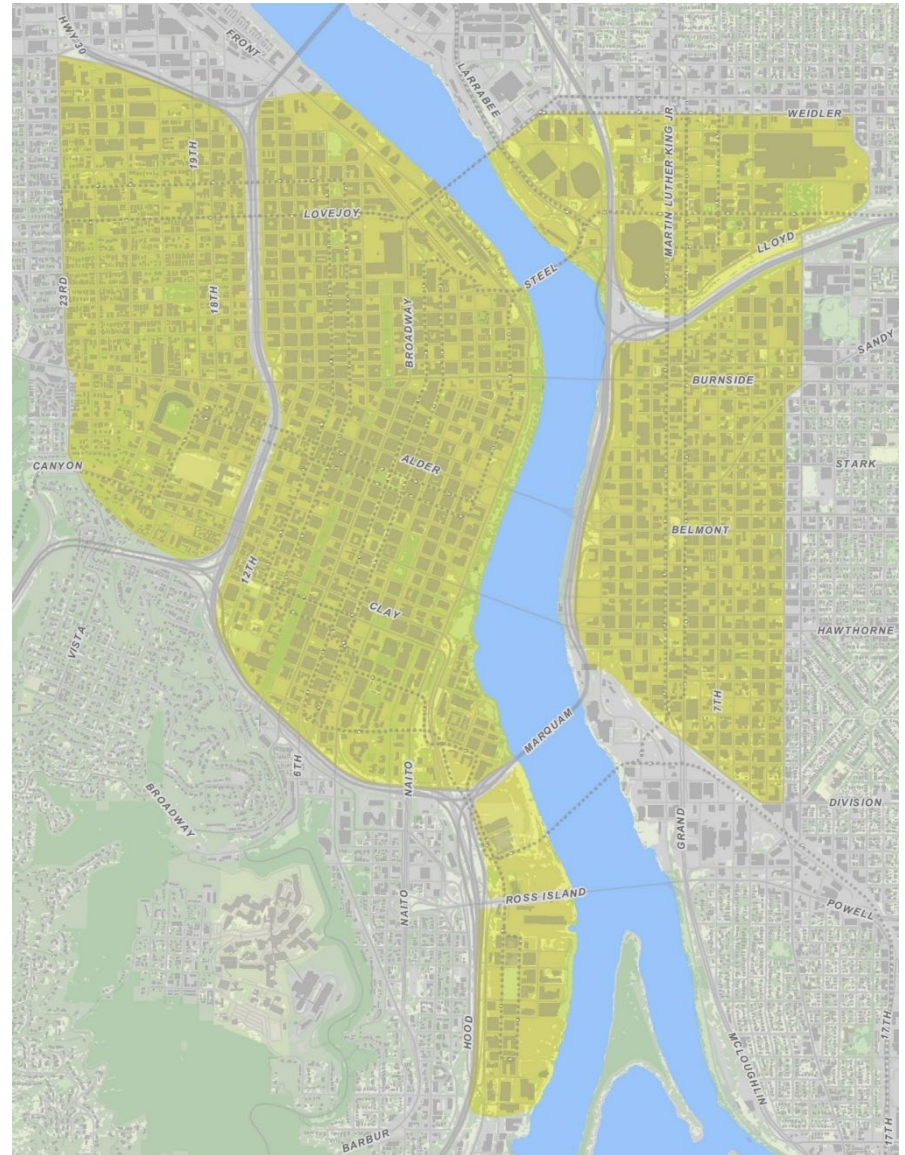 HWY 30
FRONT
LARRABEE
WEIDLER
19TH
MARTIN LUTHER KING JR
LOVEJOY
LLOYD
STEEL
23RD
18TH
BROADWAY
SANDY
BURNSIDE
CANYON
ALDER
STARK
BELMONT
12TH
CLAY
HAWTHORNE
VISTA
7TH
MARQUAM
6TH
NAITO
BROADWAY
DIVISION
GRAND
ROSS ISLAND
NAITO
POWELL
HOOD
17TH
MCLOUGHLIN
BARBUR
17TH